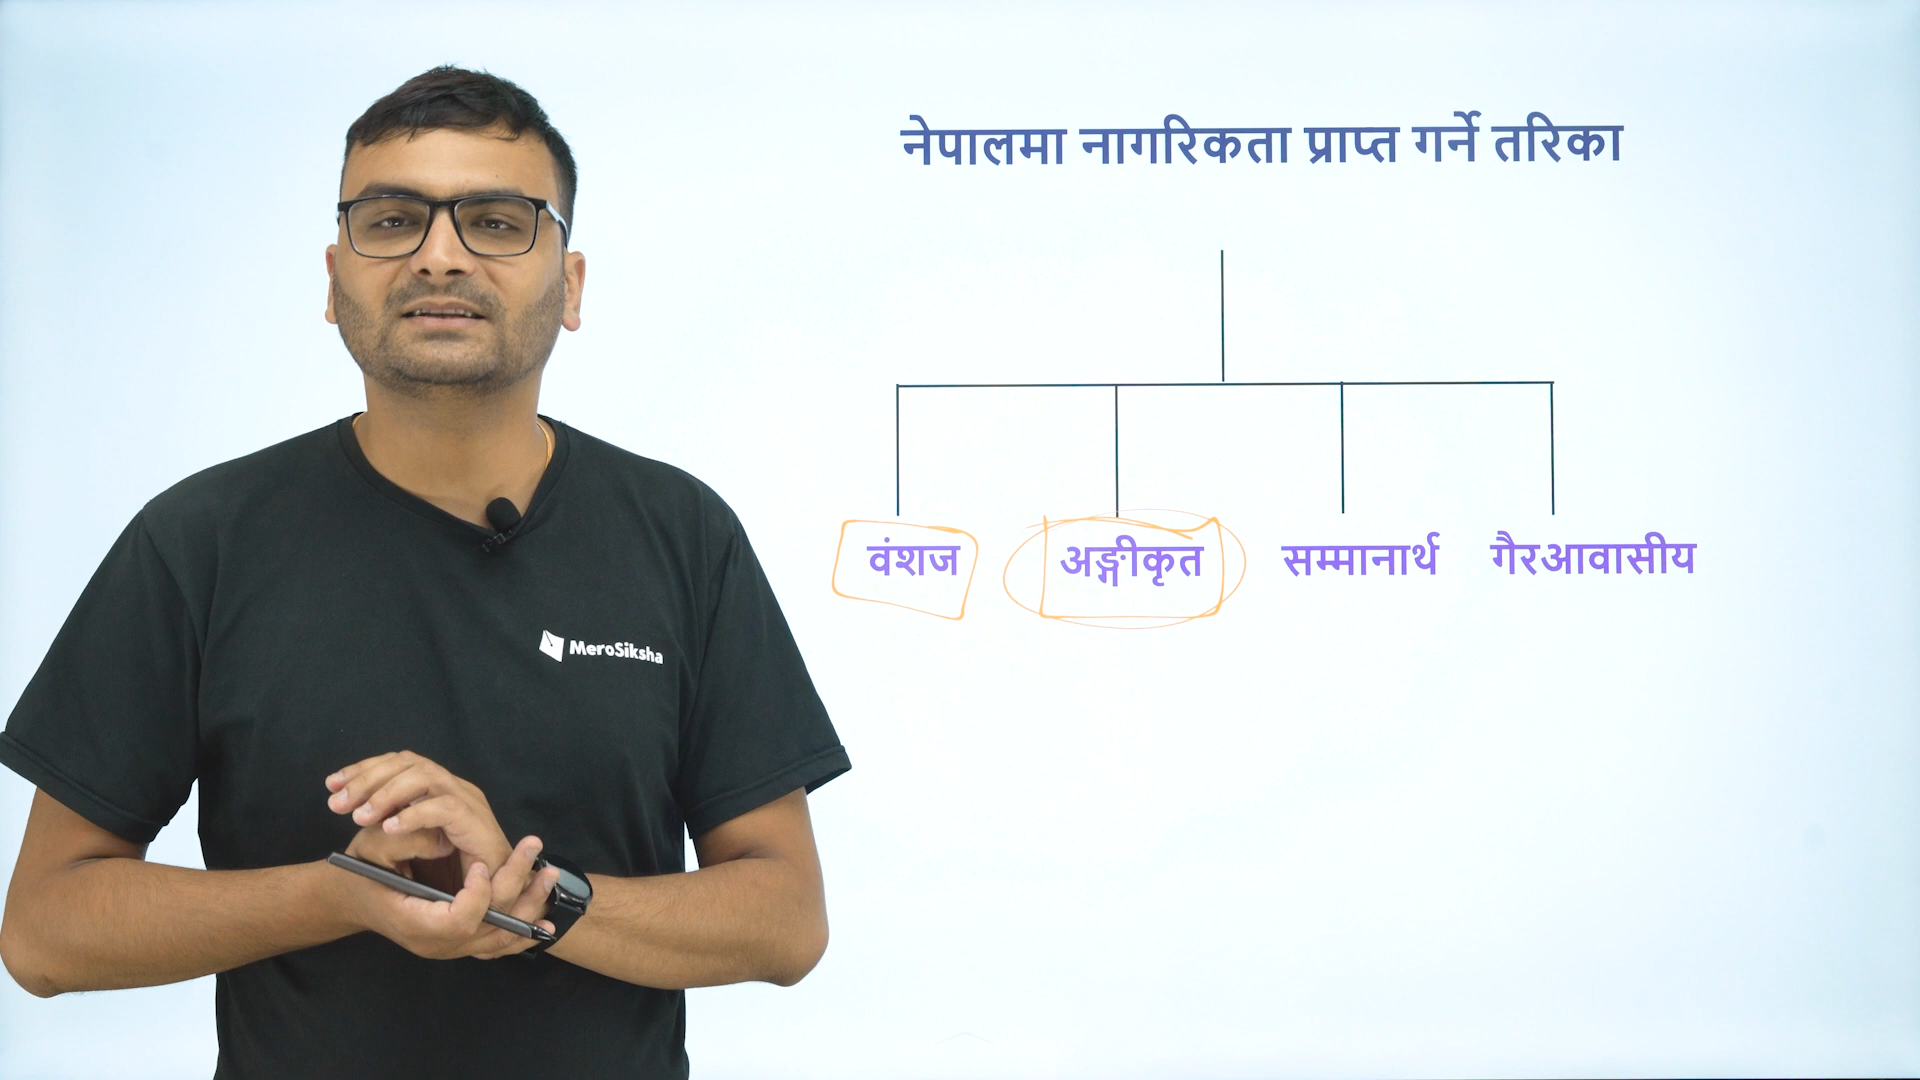 नेपालमा नागरिकता प्राप्त गर्ने तरिका
वंशज अङ्गीकृत सम्मानार्थ गैरआवासीय
MeroSiksha